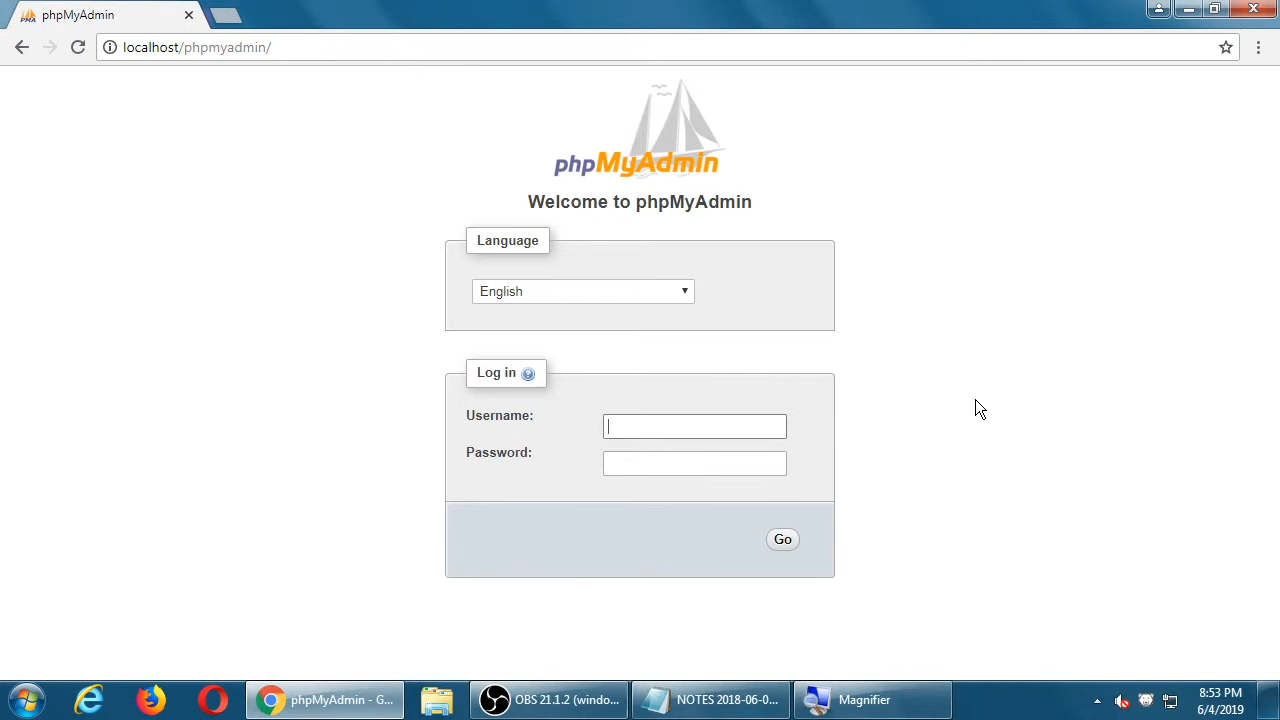 phpMyAdmin
localhost/phpmyadmin/
phpMyAdmin
Welcome to phpMyAdmin
Language
English
Log in
Username:
Password:
Go
phpMyAdmin - G...
OBS 21.1.2 (windo...
NOTES 2018-06-0...
Magnifier
8:53 PM
6/4/2019